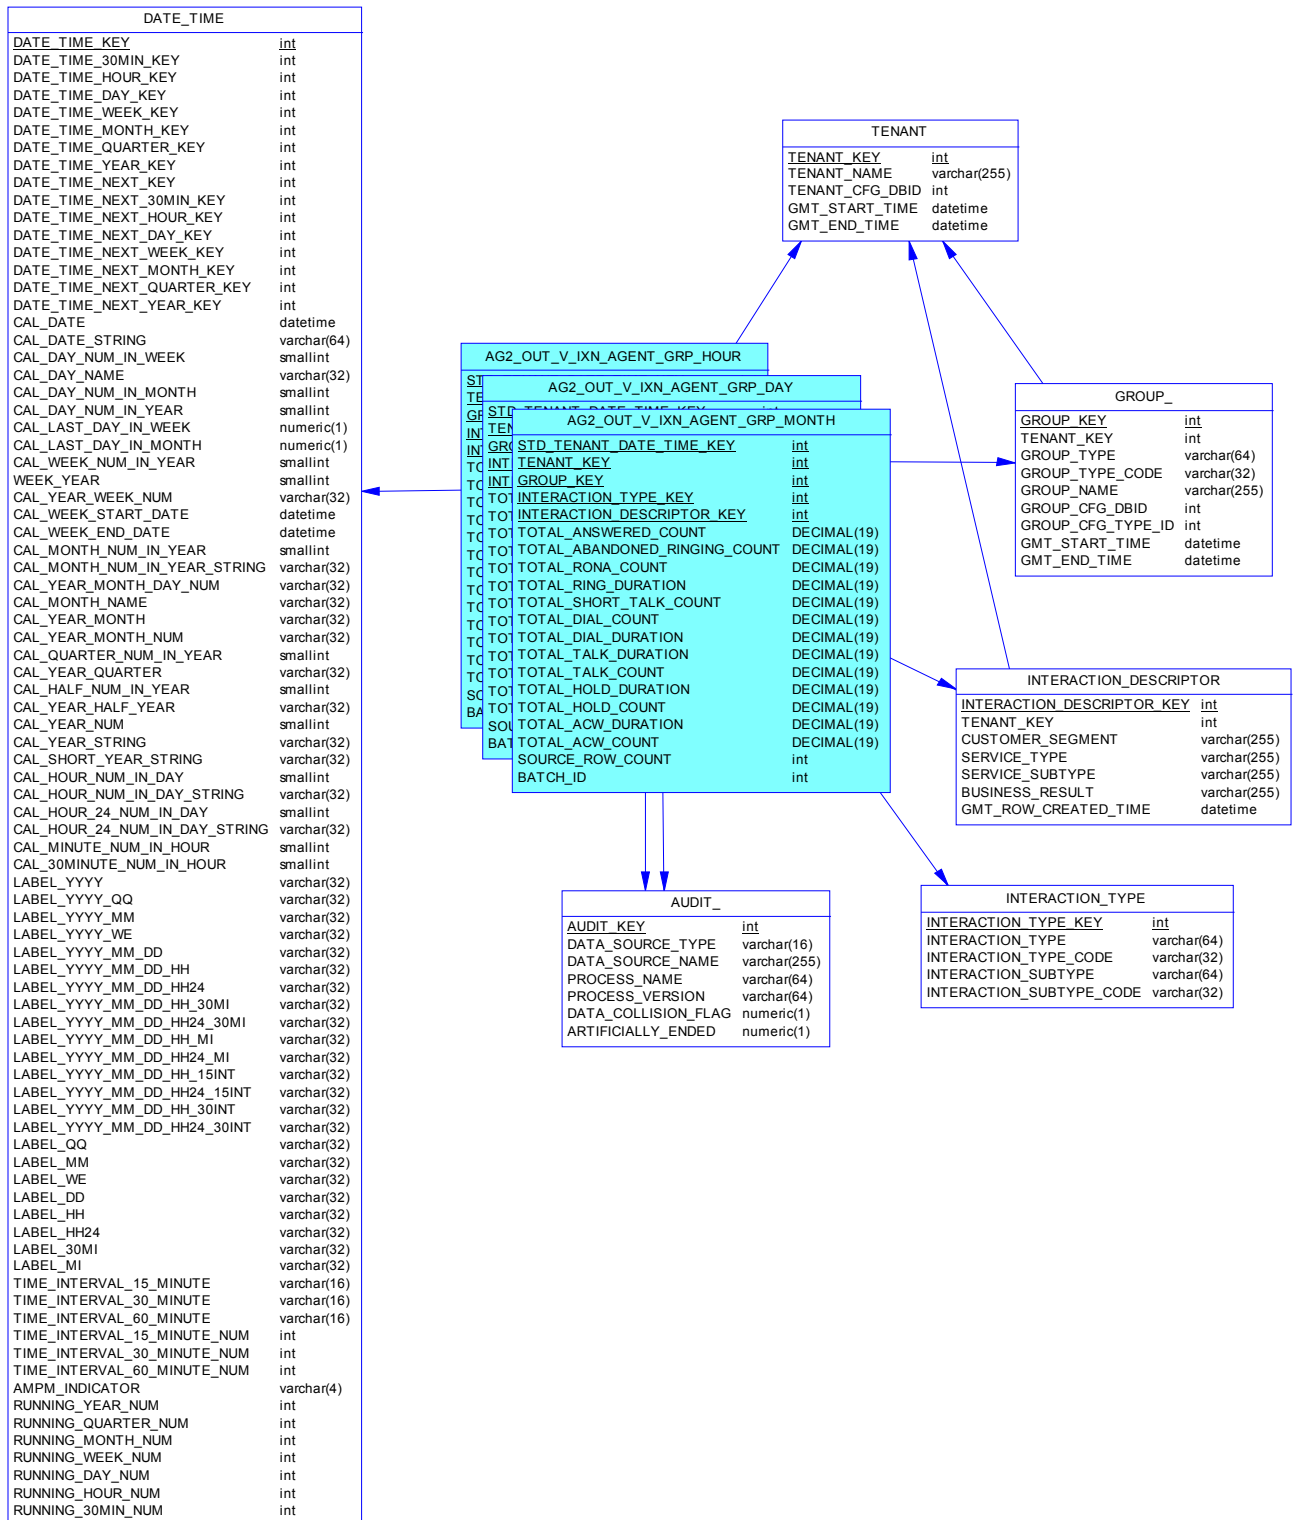 DATE_TIME
DATE_TIME_KEY int
DATE_TIME_30MIN_KEY int
DATE_TIME_HOUR_KEY int
DATE_TIME_DAY_KEY int
DATE_TIME_WEEK_KEY int
DATE_TIME_MONTH_KEY int
DATE_TIME_QUARTER_KEY int
DATE_TIME_YEAR_KEY int
DATE_TIME_NEXT_KEY int
DATE_TIME_NEXT_30MIN_KEY int
DATE_TIME_NEXT_HOUR_KEY int
DATE_TIME_NEXT_DAY_KEY int
DATE_TIME_NEXT_WEEK_KEY int
DATE_TIME_NEXT_MONTH_KEY int
DATE_TIME_NEXT_QUARTER_KEY int
DATE_TIME_NEXT_YEAR_KEY int
CAL_DATE datetime
CAL_DATE_STRING varchar(64)
CAL_DAY_NUM_IN_WEEK smallint
CAL_DAY_NAME varchar(32)
CAL_DAY_NUM_IN_MONTH smallint
CAL_DAY_NUM_IN_YEAR smallint
CAL_LAST_DAY_IN_WEEK numeric(1)
CAL_LAST_DAY_IN_MONTH numeric(1)
CAL_WEEK_NUM_IN_YEAR smallint
WEEK_YEAR smallint
CAL_YEAR_WEEK_NUM varchar(32)
CAL_WEEK_START_DATE datetime
CAL_WEEK_END_DATE datetime
CAL_MONTH_NUM_IN_YEAR smallint
CAL_MONTH_NUM_IN_YEAR_STRING varchar(32)
CAL_YEAR_MONTH_DAY_NUM varchar(32)
CAL_MONTH_NAME varchar(32)
CAL_YEAR_MONTH varchar(32)
CAL_YEAR_MONTH_NUM varchar(32)
CAL_QUARTER_NUM_IN_YEAR smallint
CAL_YEAR_QUARTER varchar(32)
CAL_HALF_NUM_IN_YEAR smallint
CAL_YEAR_HALF_YEAR varchar(32)
CAL_YEAR_NUM smallint
CAL_YEAR_STRING varchar(32)
CAL_SHORT_YEAR_STRING varchar(32)
CAL_HOUR_NUM_IN_DAY smallint
CAL_HOUR_NUM_IN_DAY_STRING varchar(32)
CAL_HOUR_24_NUM_IN_DAY smallint
CAL_HOUR_24_NUM_IN_DAY_STRING varchar(32)
CAL_MINUTE_NUM_IN_HOUR smallint
CAL_30MINUTE_NUM_IN_HOUR smallint
LABEL_YYYY varchar(32)
LABEL_YYYY_QQ varchar(32)
LABEL_YYYY_MM varchar(32)
LABEL_YYYY_WE varchar(32)
LABEL_YYYY_MM_DD varchar(32)
LABEL_YYYY_MM_DD_HH varchar(32)
LABEL_YYYY_MM_DD_HH24 varchar(32)
LABEL_YYYY_MM_DD_HH_30MI varchar(32)
LABEL_YYYY_MM_DD_HH24_30MI varchar(32)
LABEL_YYYY_MM_DD_HH_MI varchar(32)
LABEL_YYYY_MM_DD_HH24_MI varchar(32)
LABEL_YYYY_MM_DD_HH_15INT varchar(32)
LABEL_YYYY_MM_DD_HH24_15INT varchar(32)
LABEL_YYYY_MM_DD_HH_30INT varchar(32)
LABEL_YYYY_MM_DD_HH24_30INT varchar(32)
LABEL_QQ varchar(32)
LABEL_MM varchar(32)
LABEL_WE varchar(32)
LABEL_DD varchar(32)
LABEL_HH varchar(32)
LABEL_HH24 varchar(32)
LABEL_30MI varchar(32)
LABEL_MI varchar(32)
TIME_INTERVAL_15_MINUTE varchar(16)
TIME_INTERVAL_30_MINUTE varchar(16)
TIME_INTERVAL_60_MINUTE varchar(16)
TIME_INTERVAL_15_MINUTE_NUM int
TIME_INTERVAL_30_MINUTE_NUM int
TIME_INTERVAL_60_MINUTE_NUM int
AMPM_INDICATOR varchar(4)
RUNNING_YEAR_NUM int
RUNNING_QUARTER_NUM int
RUNNING_MONTH_NUM int
RUNNING_WEEK_NUM int
RUNNING_DAY_NUM int
RUNNING_HOUR_NUM int
RUNNING_30MIN_NUM int
TENANT
TENANT_KEY int
TENANT_NAME varchar(255)
TENANT_CFG_DBID int
GMT_START_TIME datetime
GMT_END_TIME datetime
AG2_OUT_V_IXN_AGENT_GRP_HOUR
AG2_OUT_V_IXN_AGENT_GRP_DAY
AG2_OUT_V_IXN_AGENT_GRP_MONTH
STD_TENANT_DATE_TIME_KEY int
TENANT_KEY int
GROUP_KEY int
INTERACTION_TYPE_KEY int
INTERACTION_DESCRIPTOR_KEY int
TOTAL_ANSWERED_COUNT DECIMAL(19)
TOTAL_ABANDONED_RINGING_COUNT DECIMAL(19)
TOTAL_RONA_COUNT DECIMAL(19)
TOTAL_RING_DURATION DECIMAL(19)
TOTAL_SHORT_TALK_COUNT DECIMAL(19)
TOTAL_DIAL_COUNT DECIMAL(19)
TOTAL_DIAL_DURATION DECIMAL(19)
TOTAL_TALK_DURATION DECIMAL(19)
TOTAL_TALK_COUNT DECIMAL(19)
TOTAL_HOLD_DURATION DECIMAL(19)
TOTAL_HOLD_COUNT DECIMAL(19)
TOTAL_ACW_DURATION DECIMAL(19)
TOTAL_ACW_COUNT DECIMAL(19)
SOURCE_ROW_COUNT int
BATCH_ID int
GROUP_
GROUP_KEY int
TENANT_KEY int
GROUP_TYPE varchar(64)
GROUP_TYPE_CODE varchar(32)
GROUP_NAME varchar(255)
GROUP_CFG_DBID int
GROUP_CFG_TYPE_ID int
GMT_START_TIME datetime
GMT_END_TIME datetime
INTERACTION_DESCRIPTOR
INTERACTION_DESCRIPTOR_KEY int
TENANT_KEY int
CUSTOMER_SEGMENT varchar(255)
SERVICE_TYPE varchar(255)
SERVICE_SUBTYPE varchar(255)
BUSINESS_RESULT varchar(255)
GMT_ROW_CREATED_TIME datetime
AUDIT_
AUDIT_KEY int
DATA_SOURCE_TYPE varchar(16)
DATA_SOURCE_NAME varchar(255)
PROCESS_NAME varchar(64)
PROCESS_VERSION varchar(64)
DATA_COLLISION_FLAG numeric(1)
ARTIFICIALLY_ENDED numeric(1)
INTERACTION_TYPE
INTERACTION_TYPE_KEY int
INTERACTION_TYPE varchar(64)
INTERACTION_TYPE_CODE varchar(32)
INTERACTION_SUBTYPE varchar(64)
INTERACTION_SUBTYPE_CODE varchar(32)